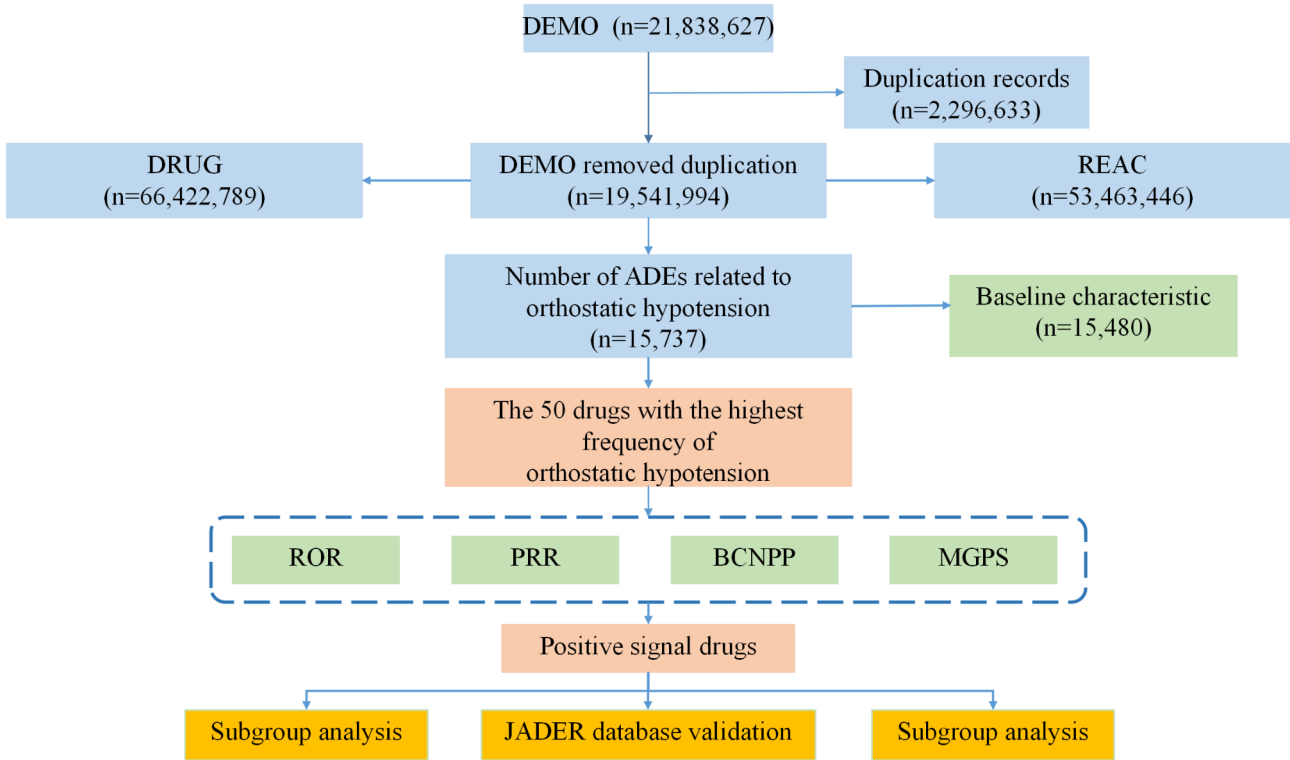 DEMO (n=21,838,627)
Duplication records
(n=2,296,633)
DRUG
(n=66,422,789)
DEMO removed duplication
(n=19,541,994)
REAC
(n=53,463,446)
Number of ADEs related to
orthostatic hypotension
(n=15,737)
Baseline characteristic
(n=15,480)
The 50 drugs with the highest
frequency of
orthostatic hypotension
ROR
PRR
BCNPP
MGPS
Positive signal drugs
Subgroup analysis
JADER database validation
Subgroup analysis